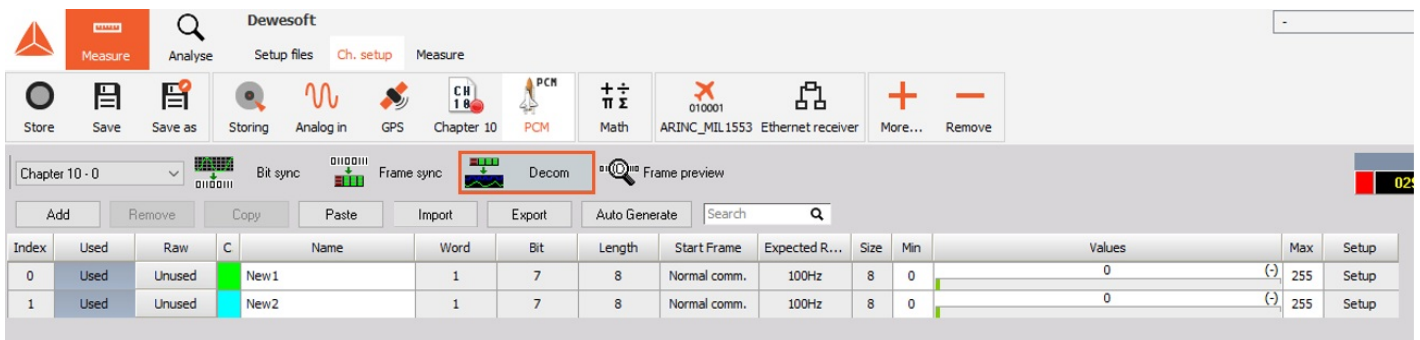 Dewesoft
-
Measure Analyse Setup files Ch. setup Measure
CH
10
PCM
+÷
πΣ
010001
Store Save Save as Storing Analog in GPS Chapter 10 PCM Math ARINC_MIL1553 Ethernet receiver More... Remove
Chapter 10 - 0 Bit sync Frame sync Decom Frame preview
Add Remove Copy Paste Import Export Auto Generate Search
Index Used Raw C Name Word Bit Length Start Frame Expected R... Size Min Values Max Setup
0 Used Unused New1 1 7 8 Normal comm. 100Hz 8 0 0 (-) 255 Setup
1 Used Unused New2 1 7 8 Normal comm. 100Hz 8 0 0 (-) 255 Setup